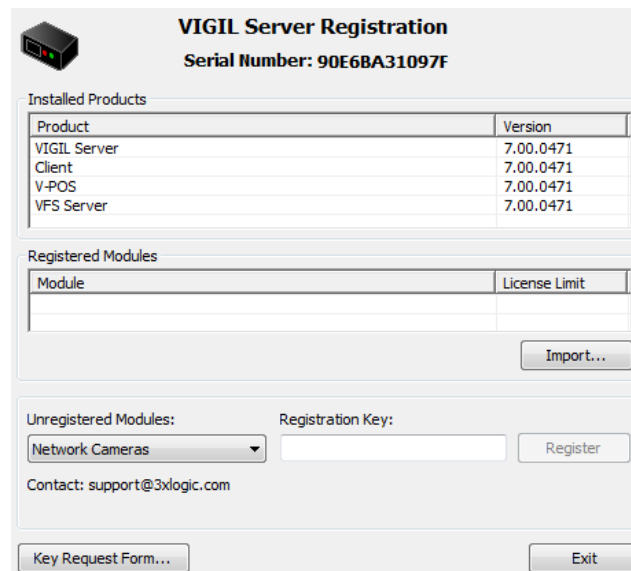 VIGIL Server Registration
Serial Number: 90E6BA31097F
Installed Products
Product Version
VIGIL Server 7.00.0471
Client 7.00.0471
V-POS 7.00.0471
VFS Server 7.00.0471
Registered Modules
Module License Limit
Import...
Unregistered Modules: Registration Key:
Network Cameras Register
Contact: support@3xlogic.com
Key Request Form... Exit